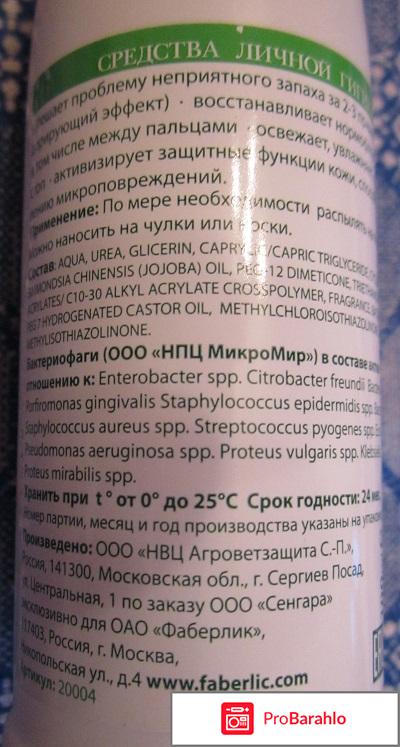 СРЕДСТВА ЛИЧНОЙ
решает проблему неприятного запаха за 2-3
эффект) · восстанавливает
том числе между пальцами · освежает,
активизирует защитные функции кожи,
микроповреждений.
Применение: По мере необходимости
Можно наносить на чулки или носки.
Состав: AQUA, UREA, GLICERIN, CAPRYLIC/CAPRIC TRIGLYCERIDE,
CHINENSIS (JOJOBA) OIL, PEG-12 DIMETICONE,
ACRYLATES/ C10-30 ALKYL ACRYLATE CROSSPOLYMER, FRAGRANCE,
HYDROGENATED CASTOR OIL, METHYLCHLOROISOTHIAZOLIN
METHYLISOTHIAZOLINONE.
Бактериофаги (ООО «НПЦ МикроМир») в составе
отношению к: Enterobacter spp. Citrobacter freundii
Porfiromonas gingivalis Staphylococcus epidermidis spp.
Staphylococcus aureus spp. Streptococcus pyogenes spp.
Pseudomonas aeruginosa spp. Proteus vulgaris spp.
Proteus mirabilis spp.
Хранить при t ° от 0° до 25°C Срок годности: 24
Номер партии, месяц и год производства указаны на
Произведено: ООО «НВЦ Агроветзащита С.-П.»,
Россия, 141300, Московская обл., г. Сергиев Посад,
ул. Центральная, 1 по заказу ООО «Сенгара»
эксклюзивно для ОАО «Фаберлик»,
117403, Россия, г. Москва,
Никопольская ул., д.4 www.faberlic.com
Артикул: 20004
ProBarahlo